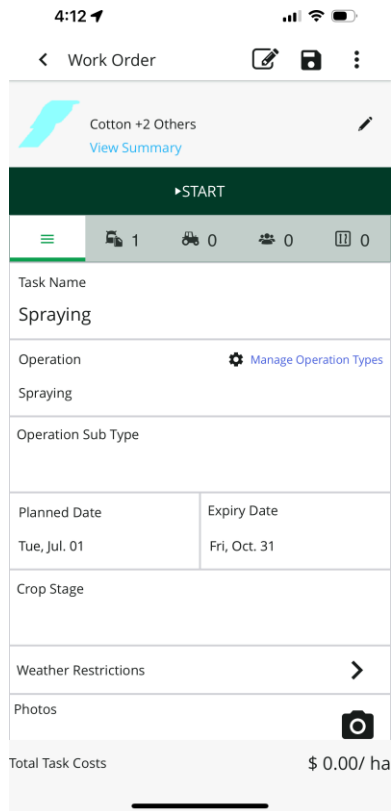 4:12
Work Order
Cotton +2 Others
View Summary
START
1 0 0 0
Task Name
Spraying
Operation Manage Operation Types
Spraying
Operation Sub Type
Planned Date Expiry Date
Tue, Jul. 01 Fri, Oct. 31
Crop Stage
Weather Restrictions
Photos
Total Task Costs $ 0.00/ ha